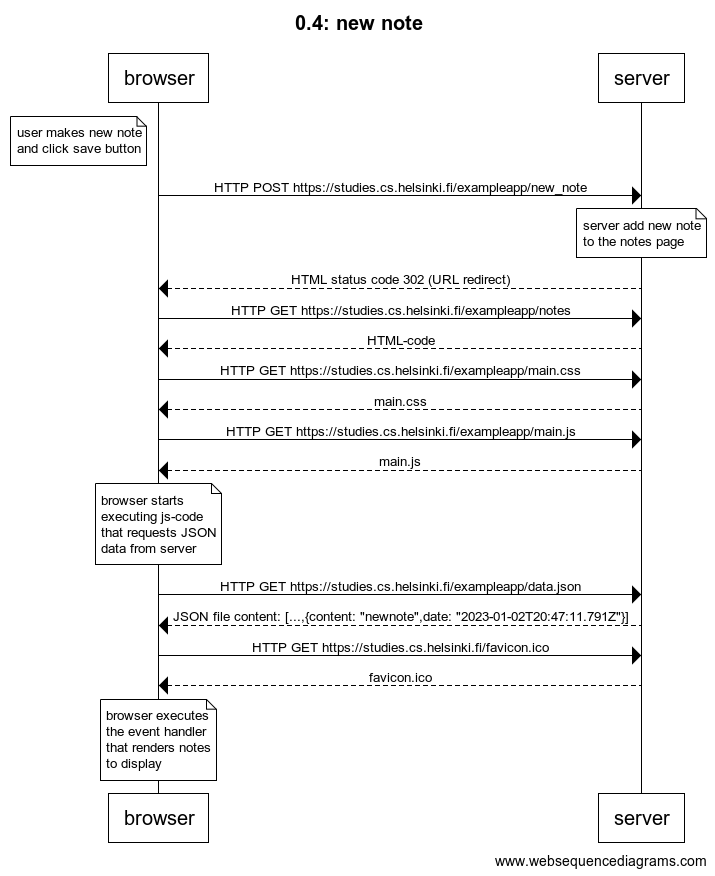 0.4: new note
browser
server
user makes new note
and click save button
HTTP POST https://studies.cs.helsinki.fi/exampleapp/new_note
server add new note
to the notes page
HTML status code 302 (URL redirect)
HTTP GET https://studies.cs.helsinki.fi/exampleapp/notes
HTML-code
HTTP GET https://studies.cs.helsinki.fi/exampleapp/main.css
main.css
HTTP GET https://studies.cs.helsinki.fi/exampleapp/main.js
main.js
browser starts
executing js-code
that requests JSON
data from server
HTTP GET https://studies.cs.helsinki.fi/exampleapp/data.json
JSON file content: [...,{content: "newnote",date: "2023-01-02T20:47:11.791Z"}]
HTTP GET https://studies.cs.helsinki.fi/favicon.ico
favicon.ico
browser executes
the event handler
that renders notes
to display
browser
server
www.websequencediagrams.com